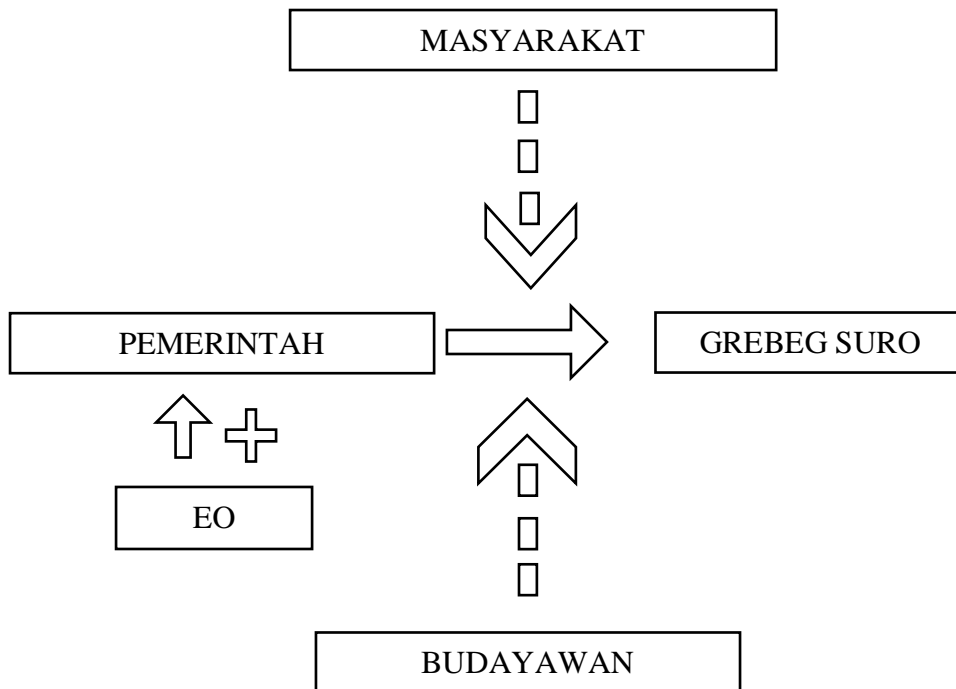 MASYARAKAT
PEMERINTAH
GREBEG SURO
EO
BUDAYAWAN